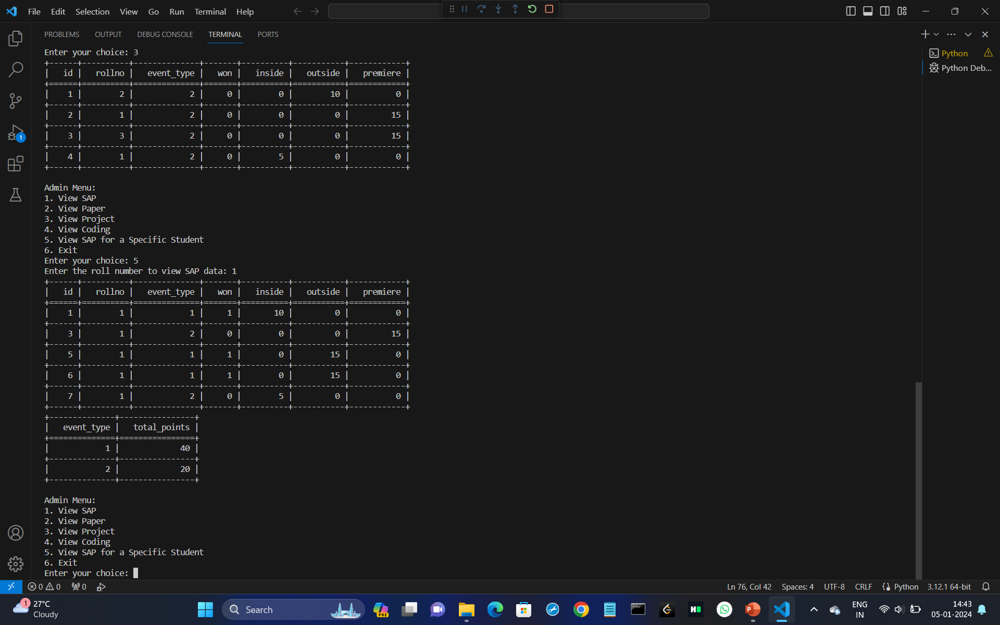 File Edit Selection View Go Run Terminal Help
PROBLEMS OUTPUT DEBUG CONSOLE TERMINAL PORTS
Python
Python Deb...
1
Enter your choice: 3
+------+----------+--------------+-------+----------+-----------+------------+
| id | rollno | event_type | won | inside | outside | premiere |
+======+==========+==============+=======+==========+===========+============+
| 1 | 2 | 2 | 0 | 0 | 10 | 0 |
+------+----------+--------------+-------+----------+-----------+------------+
| 2 | 1 | 2 | 0 | 0 | 0 | 15 |
+------+----------+--------------+-------+----------+-----------+------------+
| 3 | 3 | 2 | 0 | 0 | 0 | 15 |
+------+----------+--------------+-------+----------+-----------+------------+
| 4 | 1 | 2 | 0 | 5 | 0 | 0 |
+------+----------+--------------+-------+----------+-----------+------------+
Admin Menu:
1. View SAP
2. View Paper
3. View Project
4. View Coding
5. View SAP for a Specific Student
6. Exit
Enter your choice: 5
Enter the roll number to view SAP data: 1
+------+----------+--------------+-------+----------+-----------+------------+
| id | rollno | event_type | won | inside | outside | premiere |
+======+==========+==============+=======+==========+===========+============+
| 1 | 1 | 1 | 1 | 10 | 0 | 0 |
+------+----------+--------------+-------+----------+-----------+------------+
| 3 | 1 | 2 | 0 | 0 | 0 | 15 |
+------+----------+--------------+-------+----------+-----------+------------+
| 5 | 1 | 1 | 1 | 0 | 15 | 0 |
+------+----------+--------------+-------+----------+-----------+------------+
| 6 | 1 | 1 | 1 | 0 | 15 | 0 |
+------+----------+--------------+-------+----------+-----------+------------+
| 7 | 1 | 2 | 0 | 5 | 0 | 0 |
+------+----------+--------------+-------+----------+-----------+------------+
+--------------+----------------+
| event_type | total_points |
+==============+================+
| 1 | 40 |
+--------------+----------------+
| 2 | 20 |
+--------------+----------------+
Admin Menu:
1. View SAP
2. View Paper
3. View Project
4. View Coding
5. View SAP for a Specific Student
6. Exit
Enter your choice:
0 0 0 Ln 76, Col 42 Spaces: 4 UTF-8 CRLF Python 3.12.1 64-bit
1
27°C
Cloudy
Search
PRE
ENG
IN
14:43
05-01-2024